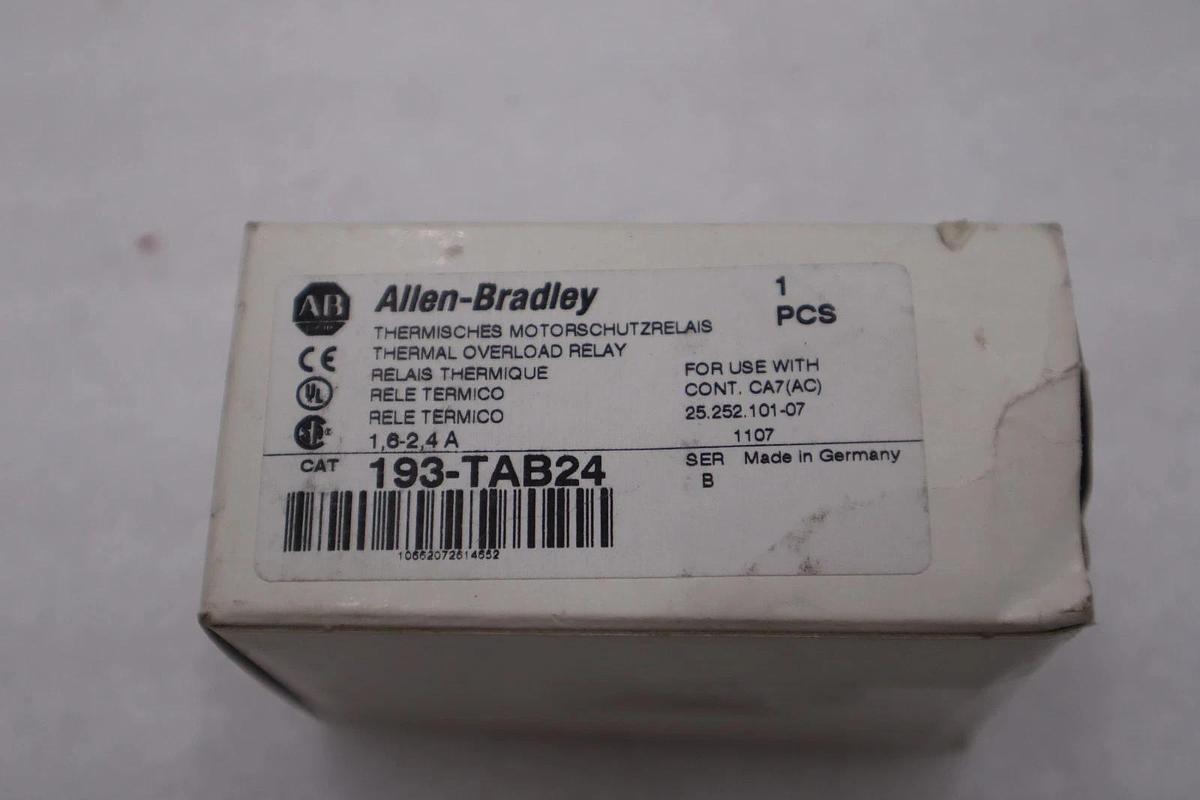 AB
Allen-Bradley
1
PCS
THERMISCHES MOTORSCHUTZRELAIS
CE
THERMAL OVERLOAD RELAY
RELAIS THERMIQUE
FOR USE WITH
UL
RELE TERMICO
CONT. CA7(AC)
RELE TERMICO
25.252.101-07
1,6-2,4 A
1107
CAT 193-TAB24
SER Made in Germany
B
10662072614652